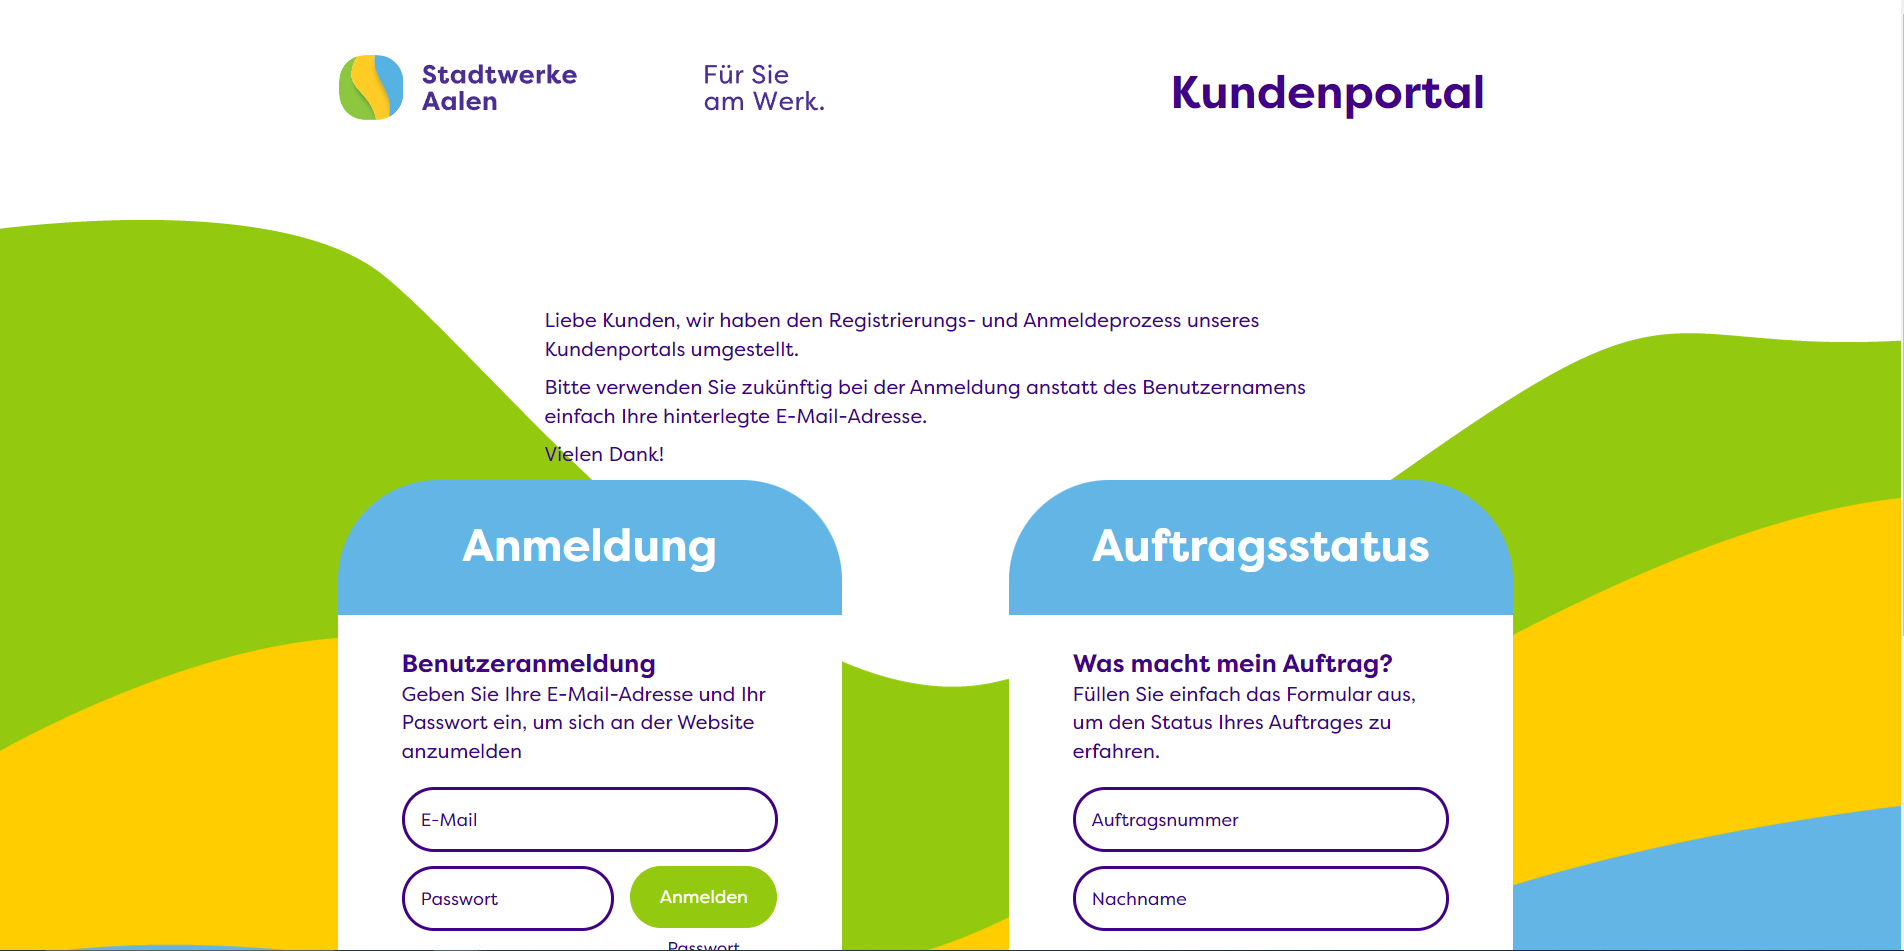 Stadtwerke
Aalen
Für Sie
am Werk.
Kundenportal
Liebe Kunden, wir haben den Registrierungs- und Anmeldeprozess unseres
Kundenportals umgestellt.
Bitte verwenden Sie zukünftig bei der Anmeldung anstatt des Benutzernamens
einfach Ihre hinterlegte E-Mail-Adresse.
Vielen Dank!
Anmeldung
Benutzeranmeldung
Geben Sie Ihre E-Mail-Adresse und Ihr
Passwort ein, um sich an der Website
anzumelden
E-Mail
Passwort
Anmelden
Passwort
Auftragsstatus
Was macht mein Auftrag?
Füllen Sie einfach das Formular aus,
um den Status Ihres Auftrages zu
erfahren.
Auftragsnummer
Nachname